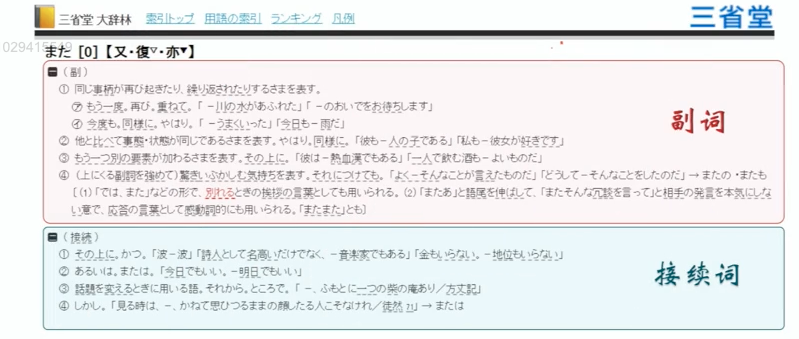 三省堂 大辞林 索引トップ 用語の索引 ランキング 凡例
三省堂
また [0]【又・復▽・亦▼】
一（副）
① 同じ事柄が再び起きたり、繰り返されたりするさまを表す。
㋐ もう一度。再び。重ねて。「－川の水があふれた」「－のおいでをお待ちします」
㋑ 今度も。同様に。やはり。「－うまくいった」「今日も－雨だ」
② 他と比べて事態・状態が同じであるさまを表す。やはり。同様に。「彼も－人の子である」「私も－彼女が好きです」
③ もう一つ別の要素が加わるさまを表す。その上に。「彼は－熱血漢でもある」「一人で飲む酒も－よいものだ」
④ （上にくる副詞を強めて）驚きいぶかしむ気持ちを表す。それにつけても。「よく－そんなことが言えたものだ」「どうして－そんなことをしたのだ」→またの・またも
［(1)「では、また」などの形で、別れるときの挨拶の言葉としても用いられる。(2)「またあ」と語尾を伸ばして、「またそんな冗談を言って」と相手の発言を本気にしな
い意で、応答の言葉として感動詞的にも用いられる。「またまた」とも］
副词
二（接続）
① その上に。かつ。「波－波」「詩人として名高いだけでなく、－音楽家でもある」「金もいらない。－地位もいらない」
② あるいは。または。「今日でもいい。－明日でもいい」
③ 話題を変えるときに用いる語。それから。ところで。「－、ふもとに一つの柴の庵あり／方丈記」
④ しかし。「見る時は、－、かねて思ひつるままの顔したる人こそなけれ／徒然 71」→または
接续词